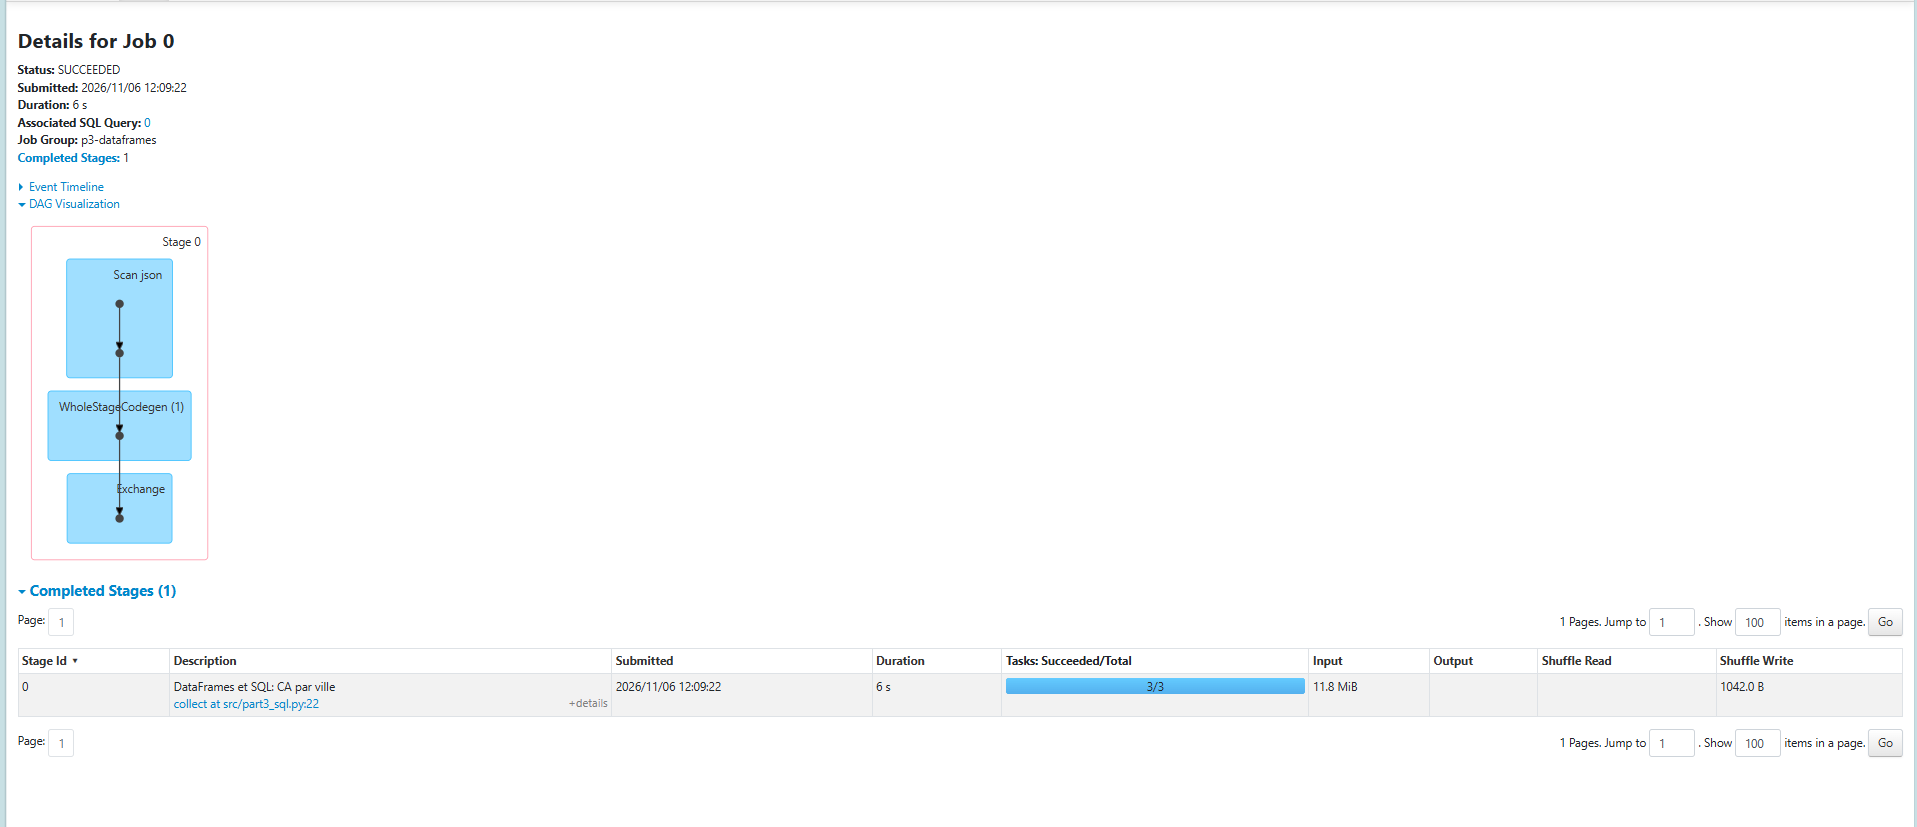 Details for Job 0
Status: SUCCEEDED
Submitted: 2026/11/06 12:09:22
Duration: 6 s
Associated SQL Query: 0
Job Group: p3-dataframes
Completed Stages: 1
Event Timeline
DAG Visualization
Stage 0
Scan json
WholeStageCodegen (1)
Exchange
Completed Stages (1)
Page: 1 1 Pages. Jump to 1 . Show 100 items in a page. Go
Stage Id ▾ Description Submitted Duration Tasks: Succeeded/Total Input Output Shuffle Read Shuffle Write
0 DataFrames et SQL: CA par ville 2026/11/06 12:09:22 6 s 3/3 11.8 MiB 1042.0 B
collect at src/part3_sql.py:22 +details
Page: 1 1 Pages. Jump to 1 . Show 100 items in a page. Go